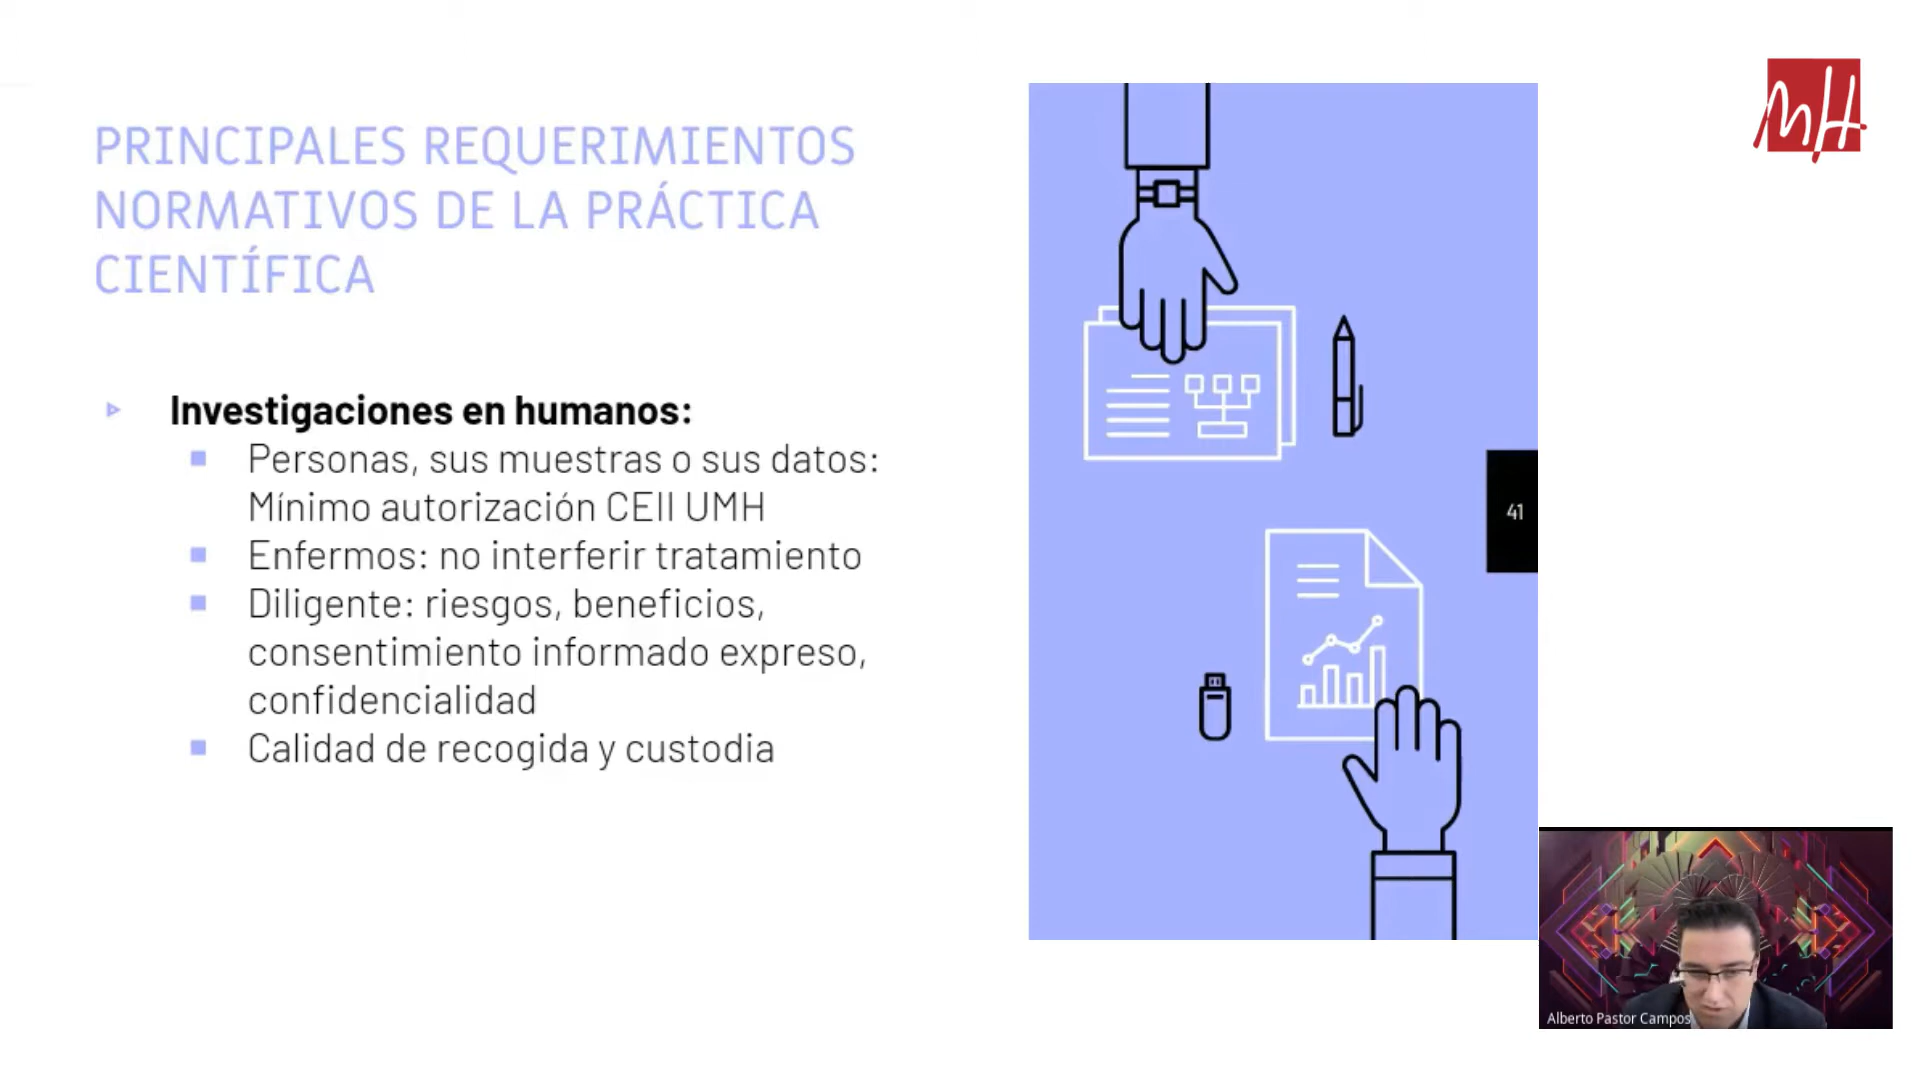 PRINCIPALES REQUERIMIENTOS
NORMATIVOS DE LA PRÁCTICA
CIENTÍFICA
Investigaciones en humanos:
Personas, sus muestras o sus datos:
Mínimo autorización CEII UMH
Enfermos: no interferir tratamiento
Diligente: riesgos, beneficios,
consentimiento informado expreso,
confidencialidad
Calidad de recogida y custodia
41
MH
Alberto Pastor Campos